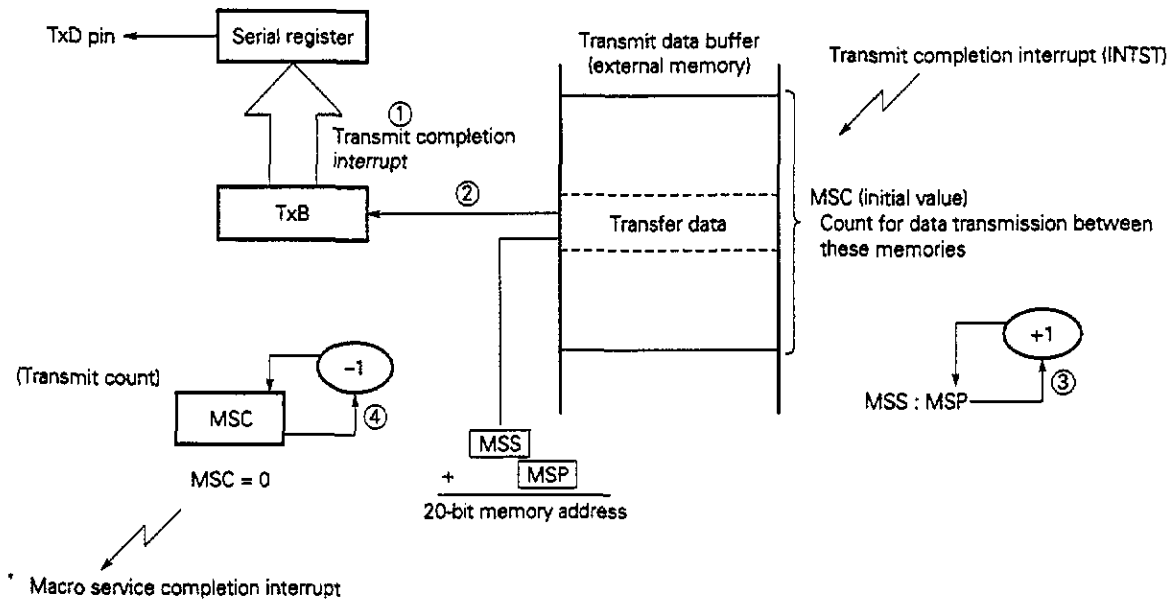 TxD pin
Serial register
Transmit data buffer
(external memory)
Transmit completion interrupt (INTST)
①
Transmit completion
interrupt
TxB
②
Transfer data
MSC (initial value)
Count for data transmission between
these memories
+1
③
MSS : MSP
(Transmit count)
−1
MSC
④
MSC = 0
MSS
+ MSP
20-bit memory address
* Macro service completion interrupt